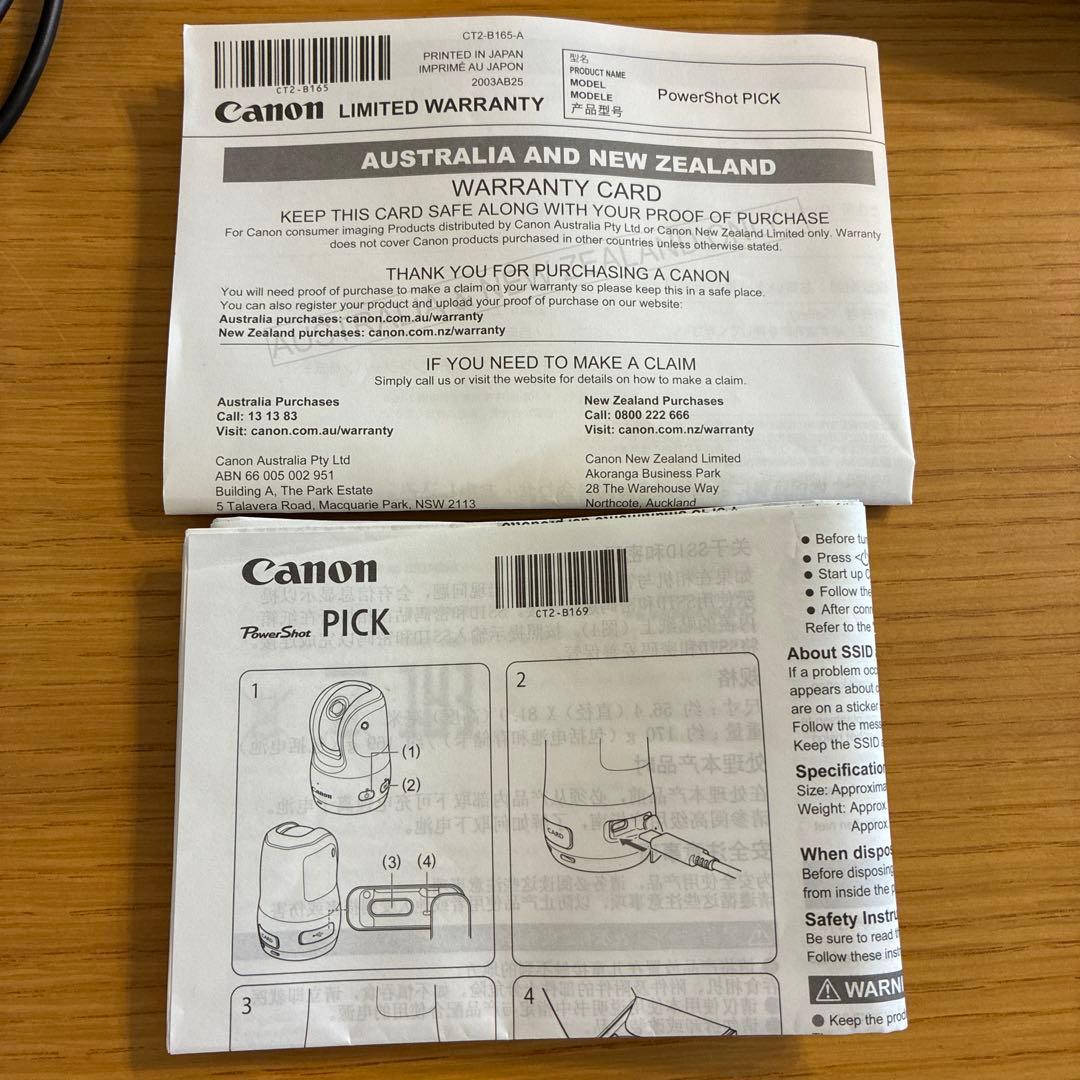 CT2-B165-A
CT2-B165
PRINTED IN JAPAN
IMPRIMÉ AU JAPON
2003AB25
Canon LIMITED WARRANTY
型名
PRODUCT NAME
MODEL
MODELE
产品型号
PowerShot PICK
AUSTRALIA AND NEW ZEALAND
WARRANTY CARD
KEEP THIS CARD SAFE ALONG WITH YOUR PROOF OF PURCHASE
For Canon consumer imaging Products distributed by Canon Australia Pty Ltd or Canon New Zealand Limited only. Warranty
does not cover Canon products purchased in other countries unless otherwise stated.
THANK YOU FOR PURCHASING A CANON
You will need proof of purchase to make a claim on your warranty so please keep this in a safe place.
You can also register your product and upload your proof of purchase on our website:
Australia purchases: canon.com.au/warranty
New Zealand purchases: canon.com.nz/warranty
IF YOU NEED TO MAKE A CLAIM
Simply call us or visit the website for details on how to make a claim.
Australia Purchases
Call: 13 13 83
Visit: canon.com.au/warranty
Canon Australia Pty Ltd
ABN 66 005 002 951
Building A, The Park Estate
5 Talavera Road, Macquarie Park, NSW 2113
New Zealand Purchases
Call: 0800 222 666
Visit: canon.com.nz/warranty
Canon New Zealand Limited
Akoranga Business Park
28 The Warehouse Way
Northcote, Auckland
Canon
CT2-B169
PowerShot PICK
1
(1)
(2)
Canon
(3) (4)
CARD
2
CARD
3
4
● Before
● Press
● Start up
● Follow the
● After
Refer to the
About SSID
If a problem
appears about
are on a sticker
Follow the
Keep the SSID
Size:
Weight: Approx.
Approx.
When
Before disposing
from inside the
Safety
Be sure to read
Follow these
● Keep the